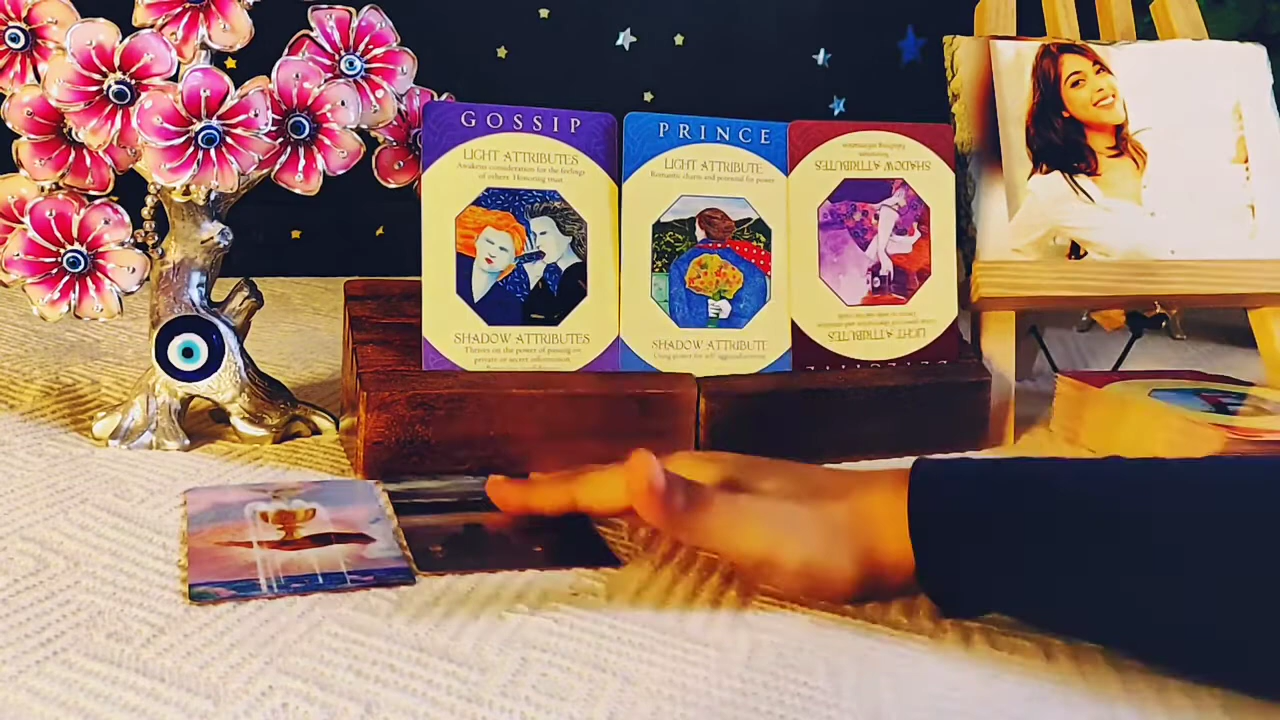 GOSSIP
LIGHT ATTRIBUTES
Awakens consideration for the feelings
of others. Honoring trust
SHADOW ATTRIBUTES
Thrives on the power of passing on
private or secret information
PRINCE
LIGHT ATTRIBUTE
Romantic charm and potential for power
SHADOW ATTRIBUTE
Using power for self-aggrandizement
SHADOW ATTRIBUTES
LIGHT ATTRIBUTES
DETECTIVE